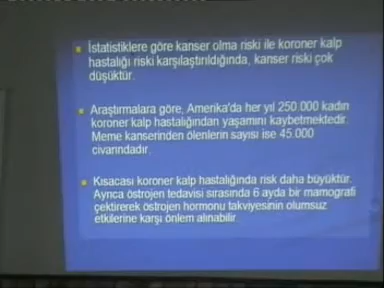 İstatistiklere göre kanser olma riski ile koroner kalp
hastalığı riski karşılaştırıldığında, kanser riski çok
düşüktür.
Araştırmalara göre, Amerika'da her yıl 250.000 kadın
koroner kalp hastalığından yaşamını kaybetmektedir.
Meme kanserinden ölenlerin sayısı ise 45.000
civarındadır.
Kısacası koroner kalp hastalığında risk daha büyüktür.
Ayrıca östrojen tedavisi sırasında 6 ayda bir mamografi
çektirerek östrojen hormonu takviyesinin olumsuz
etkilerine karşı önlem alınabilir.